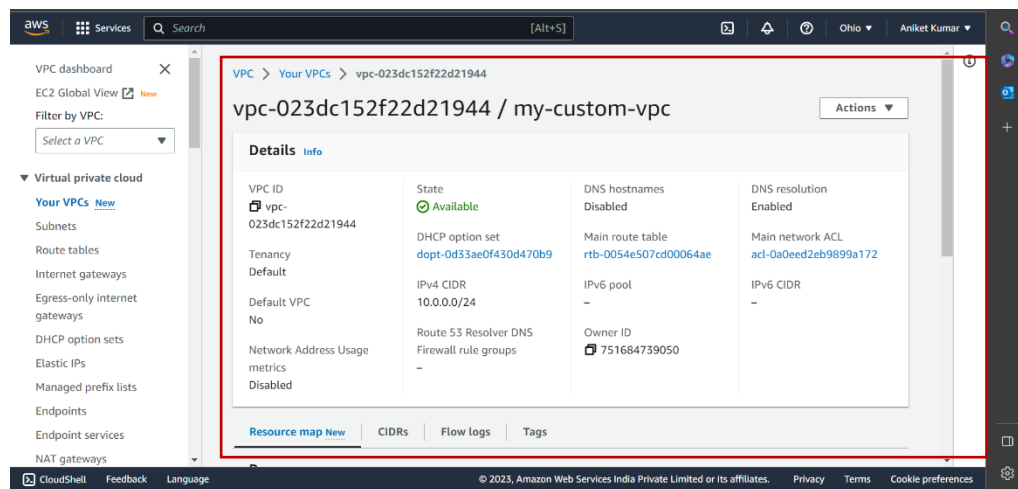 aws Services Search [Alt+S] Ohio ▼ Aniket Kumar ▼
VPC dashboard
EC2 Global View New
Filter by VPC:
Select a VPC
Virtual private cloud
Your VPCs New
Subnets
Route tables
Internet gateways
Egress-only internet
gateways
DHCP option sets
Elastic IPs
Managed prefix lists
Endpoints
Endpoint services
NAT gateways
VPC > Your VPCs > vpc-023dc152f22d21944
vpc-023dc152f22d21944 / my-custom-vpc
Actions ▼
Details Info
VPC ID
vpc-
023dc152f22d21944
State
Available
DNS hostnames
Disabled
DNS resolution
Enabled
Tenancy
Default
DHCP option set
dopt-0d33ae0f430d470b9
Main route table
rtb-0054e507cd00064ae
Main network ACL
acl-0a0eed2eb9899a172
Default VPC
No
IPv4 CIDR
10.0.0.0/24
IPv6 pool
–
IPv6 CIDR
–
Network Address Usage
metrics
Disabled
Route 53 Resolver DNS
Firewall rule groups
–
Owner ID
751684739050
Resource map New CIDRs Flow logs Tags
CloudShell Feedback Language © 2023, Amazon Web Services India Private Limited or its affiliates. Privacy Terms Cookie preferences